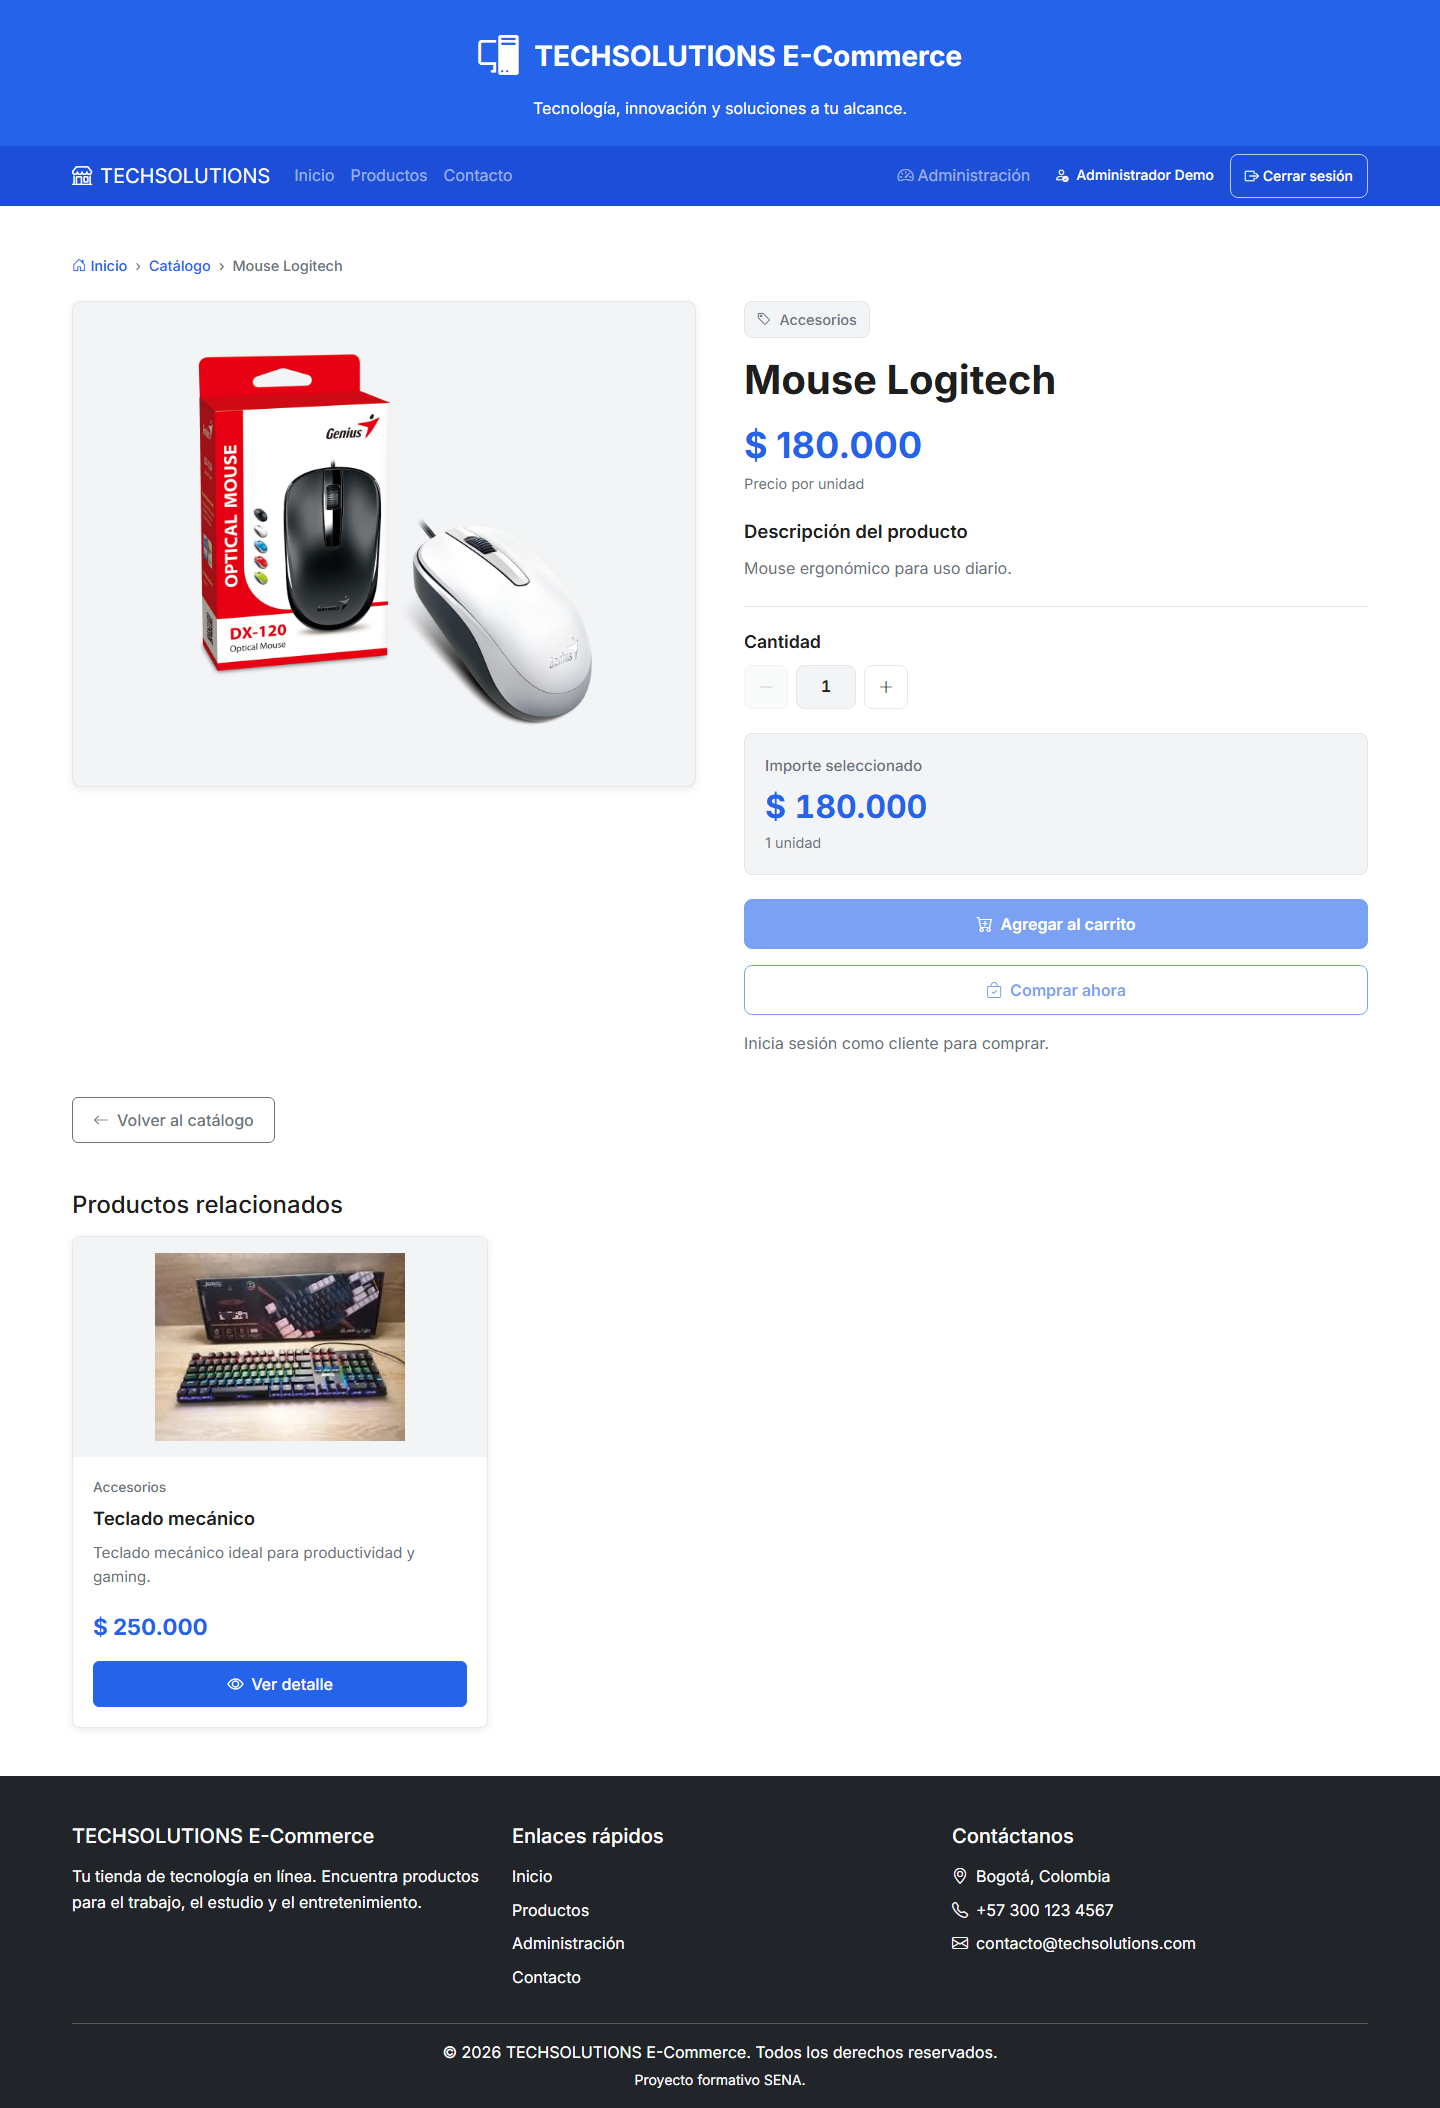 TECHSOLUTIONS E-Commerce
Tecnología, innovación y soluciones a tu alcance.
TECHSOLUTIONS Inicio Productos Contacto Administración Administrador Demo Cerrar sesión
Inicio › Catálogo › Mouse Logitech
Genius
OPTICAL MOUSE
DX-120
Optical Mouse
Genius
Accesorios
Mouse Logitech
$ 180.000
Precio por unidad
Descripción del producto
Mouse ergonómico para uso diario.
Cantidad
1
Importe seleccionado
$ 180.000
1 unidad
Agregar al carrito
Comprar ahora
Inicia sesión como cliente para comprar.
Volver al catálogo
Productos relacionados
Accesorios
Teclado mecánico
Teclado mecánico ideal para productividad y
gaming.
$ 250.000
Ver detalle
TECHSOLUTIONS E-Commerce
Tu tienda de tecnología en línea. Encuentra productos
para el trabajo, el estudio y el entretenimiento.
Enlaces rápidos
Inicio
Productos
Administración
Contacto
Contáctanos
Bogotá, Colombia
+57 300 123 4567
contacto@techsolutions.com
© 2026 TECHSOLUTIONS E-Commerce. Todos los derechos reservados.
Proyecto formativo SENA.